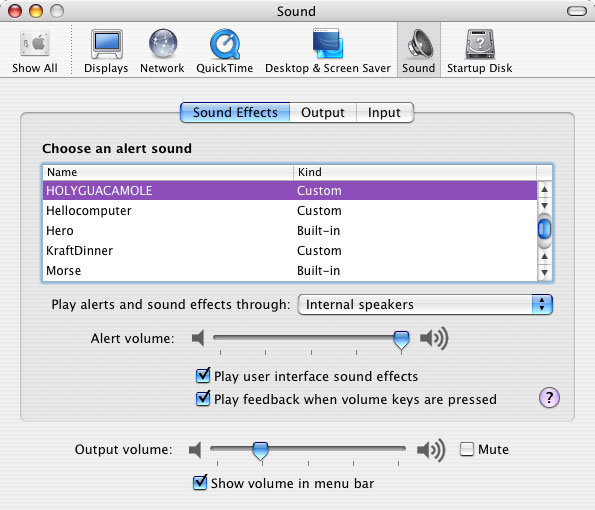 Sound
Show All Displays Network QuickTime Desktop & Screen Saver Sound Startup Disk
Sound Effects Output Input
Choose an alert sound
Name Kind
HOLYGUACAMOLE Custom
Hellocomputer Custom
Hero Built-in
KraftDinner Custom
Morse Built-in
Play alerts and sound effects through: Internal speakers
Alert volume:
Play user interface sound effects
Play feedback when volume keys are pressed ?
Output volume: Mute
Show volume in menu bar